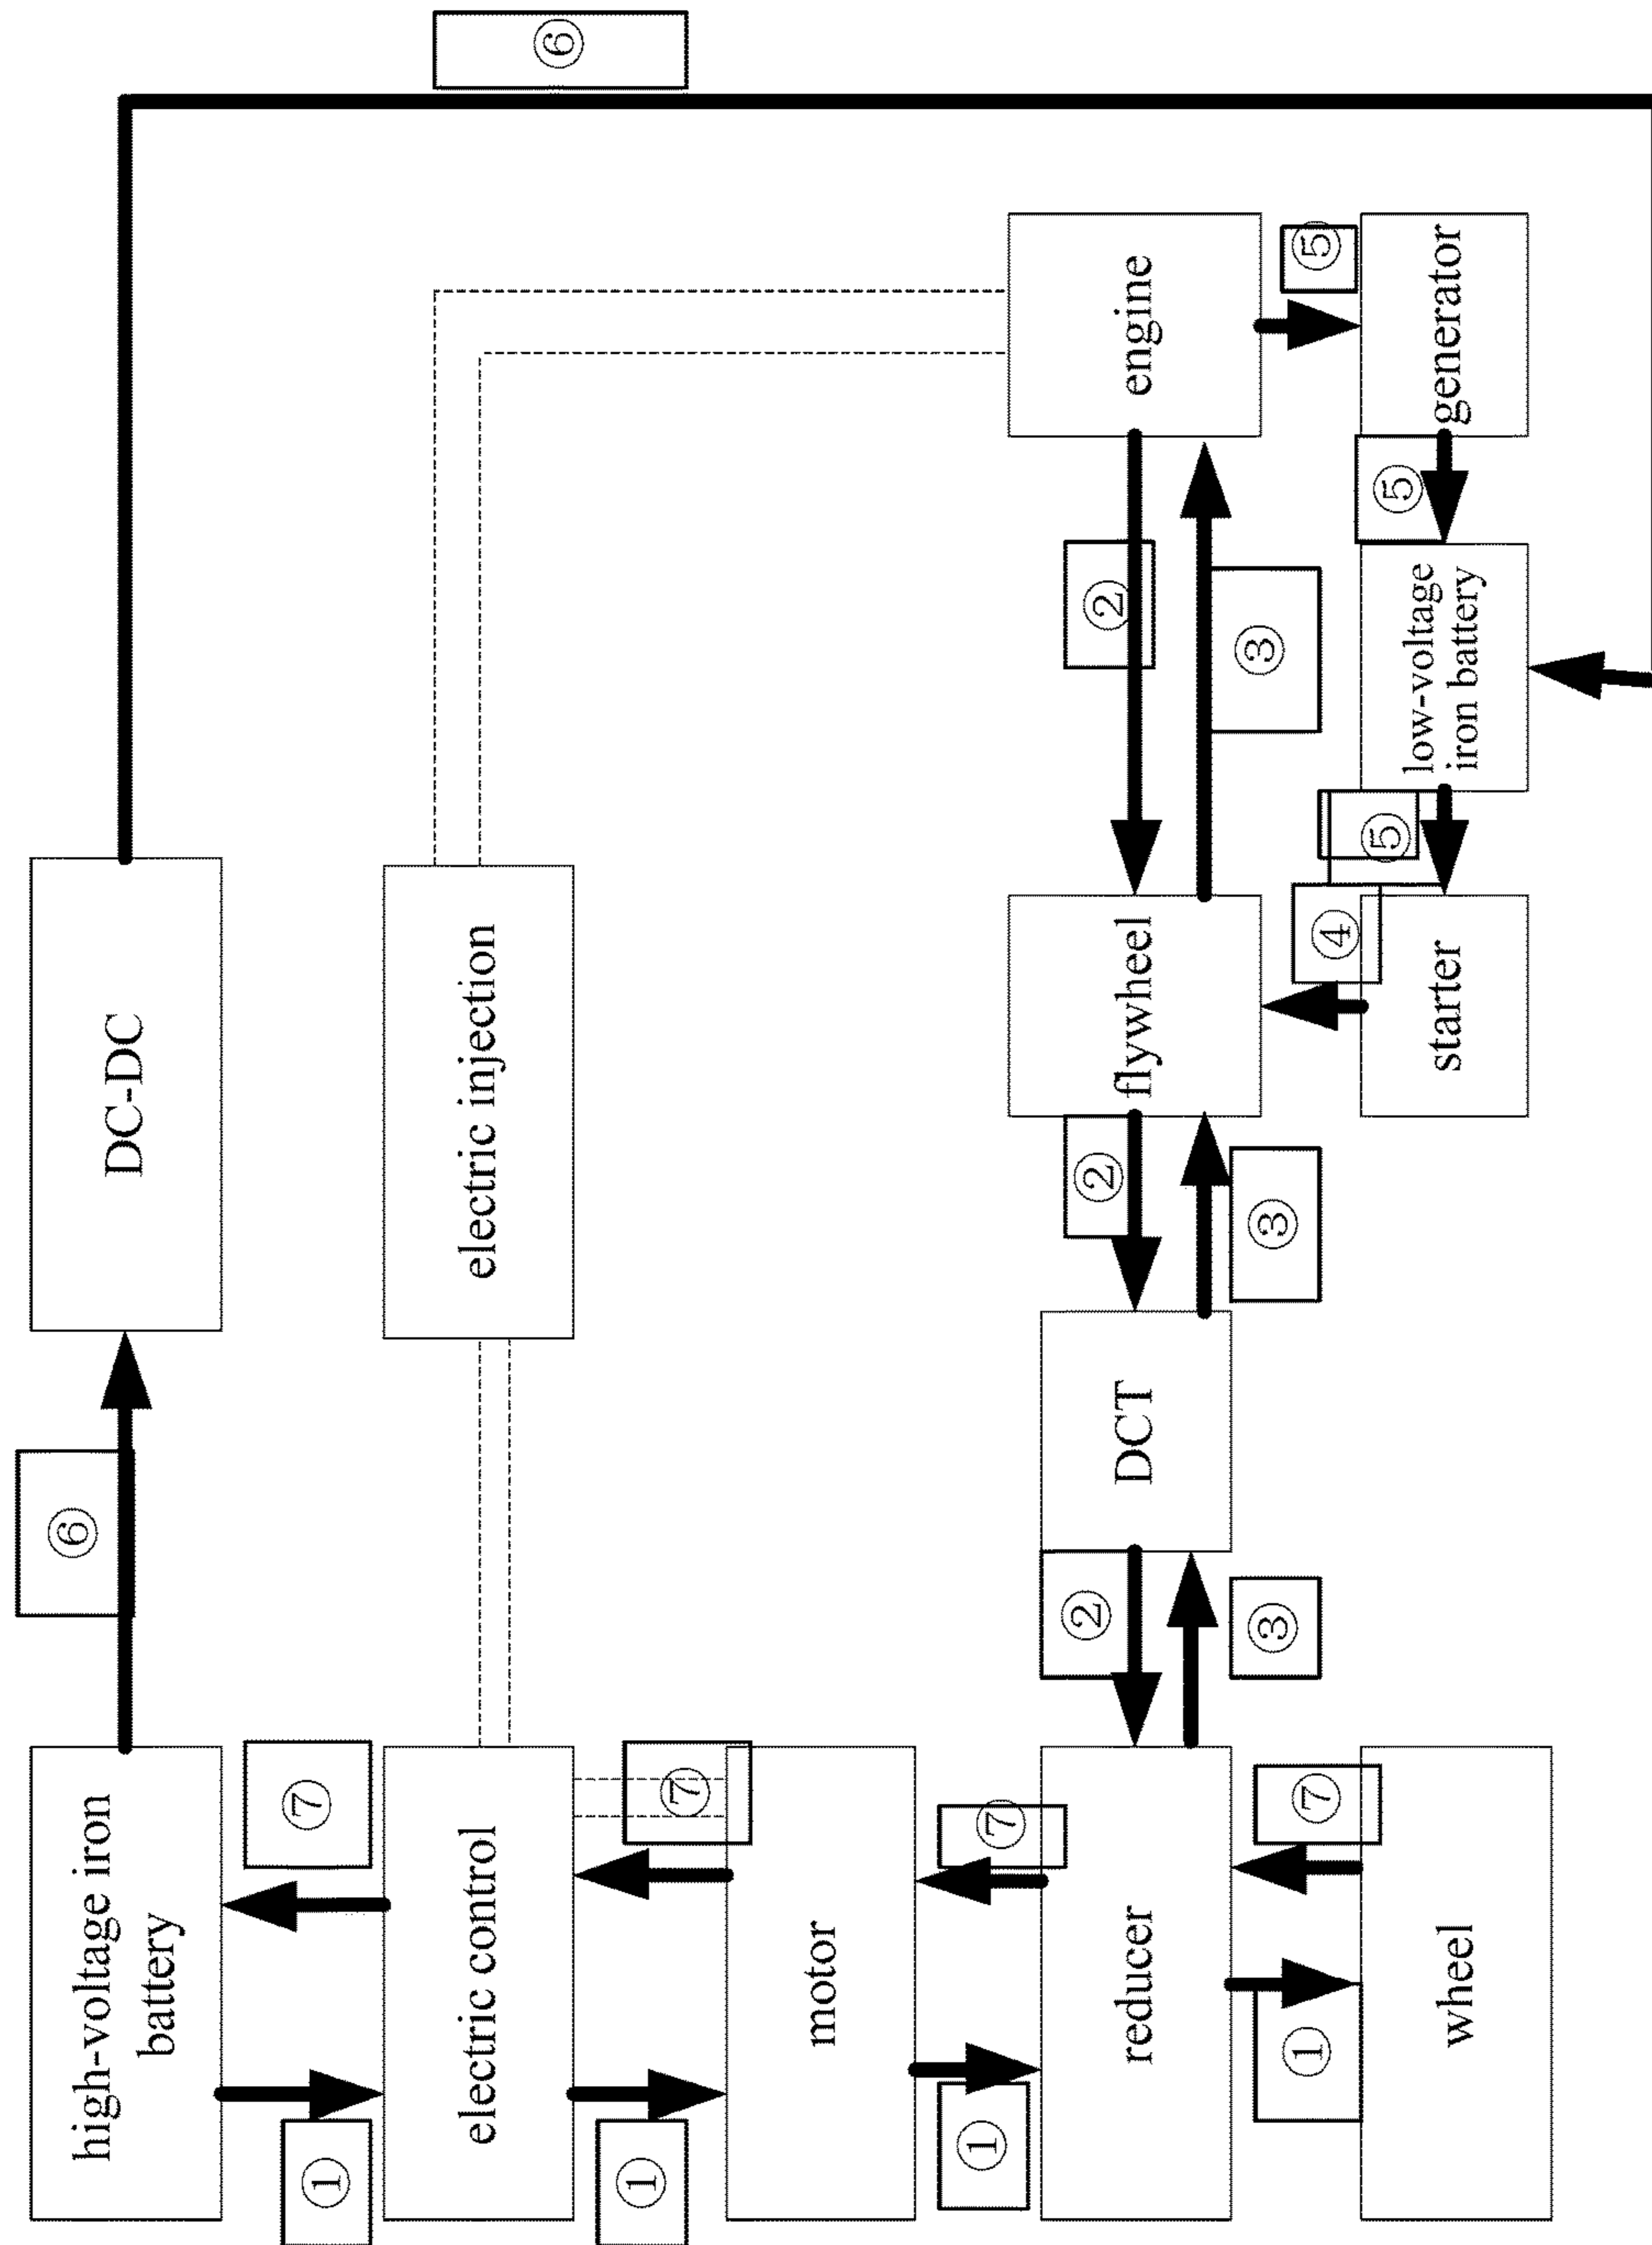 ⑥
high-voltage iron
battery
DC-DC
①
⑦
electric control
electric injection
⑥
①
⑦
motor
①
⑦
reducer
②
DCT
②
flywheel
②
engine
①
⑦
③
③
③
④
⑤
wheel
starter
⑤
low-voltage
iron battery
⑤
generator